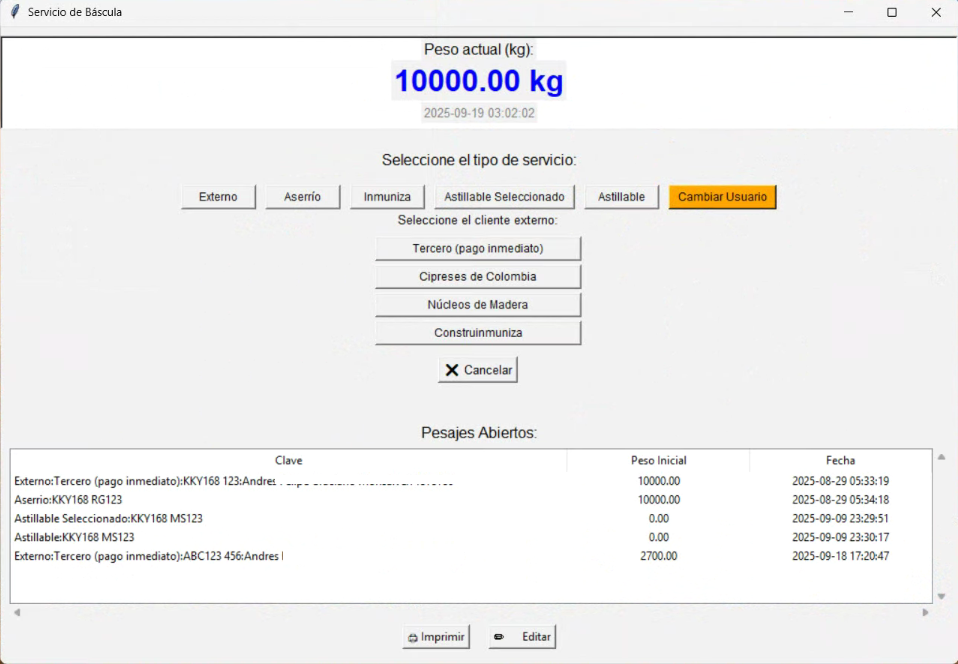 Servicio de Báscula
Peso actual (kg):
10000.00 kg
2025-09-19 03:02:02
Seleccione el tipo de servicio:
Externo Aserrío Inmuniza Astillable Seleccionado Astillable Cambiar Usuario
Seleccione el cliente externo:
Tercero (pago inmediato)
Cipreses de Colombia
Núcleos de Madera
Construinmuniza
Cancelar
Pesajes Abiertos:
Clave Peso Inicial Fecha
Externo:Tercero (pago inmediato):KKY168 123:Andres 10000.00 2025-08-29 05:33:19
Aserrio:KKY168 RG123 10000.00 2025-08-29 05:34:18
Astillable Seleccionado:KKY168 MS123 0.00 2025-09-09 23:29:51
Astillable:KKY168 MS123 0.00 2025-09-09 23:30:17
Externo:Tercero (pago inmediato):ABC123 456:Andres 2700.00 2025-09-18 17:20:47
Imprimir Editar